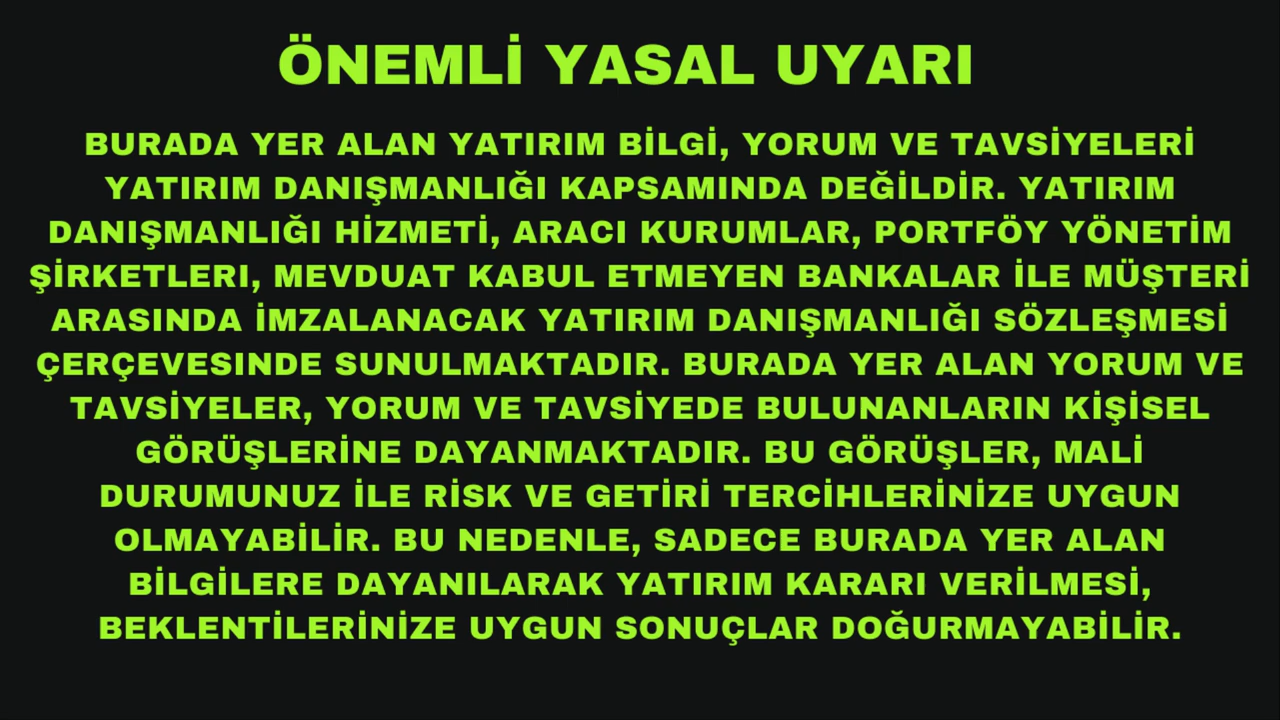 ÖNEMLİ YASAL UYARI
BURADA YER ALAN YATIRIM BİLGİ, YORUM VE TAVSİYELERİ
YATIRIM DANIŞMANLIĞI KAPSAMINDA DEĞİLDİR. YATIRIM
DANIŞMANLIĞI HİZMETİ, ARACI KURUMLAR, PORTFÖY YÖNETİM
ŞİRKETLERI, MEVDUAT KABUL ETMEYEN BANKALAR İLE MÜŞTERİ
ARASINDA İMZALANACAK YATIRIM DANIŞMANLIĞI SÖZLEŞMESİ
ÇERÇEVESINDE SUNULMAKTADIR. BURADA YER ALAN YORUM VE
TAVSİYELER, YORUM VE TAVSİYEDE BULUNANLARIN KİŞİSEL
GÖRÜŞLERİNE DAYANMAKTADIR. BU GÖRÜŞLER, MALİ
DURUMUNUZ İLE RİSK VE GETİRİ TERCİHLERİNİZE UYGUN
OLMAYABİLİR. BU NEDENLE, SADECE BURADA YER ALAN
BİLGİLERE DAYANILARAK YATIRIM KARARI VERİLMESİ,
BEKLENTİLERİNİZE UYGUN SONUÇLAR DOĞURMAYABİLİR.